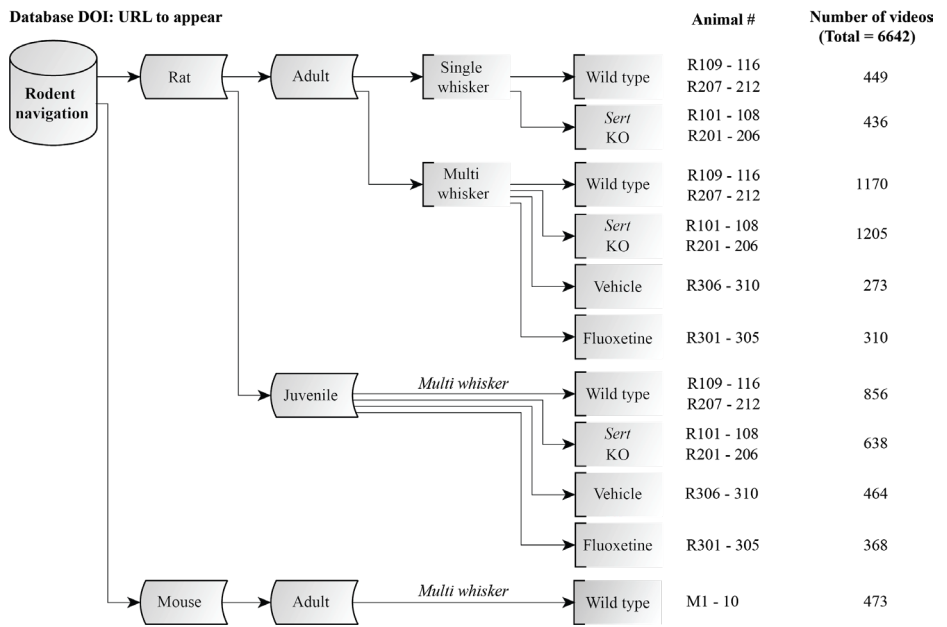 Database DOI: URL to appear
Animal #
Number of videos
(Total = 6642)
Rodent
navigation
Rat
Adult
Single
whisker
Wild type
R109 - 116
R207 - 212
449
Sert
KO
R101 - 108
R201 - 206
436
Multi
whisker
Wild type
R109 - 116
R207 - 212
1170
Sert
KO
R101 - 108
R201 - 206
1205
Vehicle
R306 - 310
273
Fluoxetine
R301 - 305
310
Juvenile
Multi whisker
Wild type
R109 - 116
R207 - 212
856
Sert
KO
R101 - 108
R201 - 206
638
Vehicle
R306 - 310
464
Fluoxetine
R301 - 305
368
Mouse
Adult
Multi whisker
Wild type
M1 - 10
473